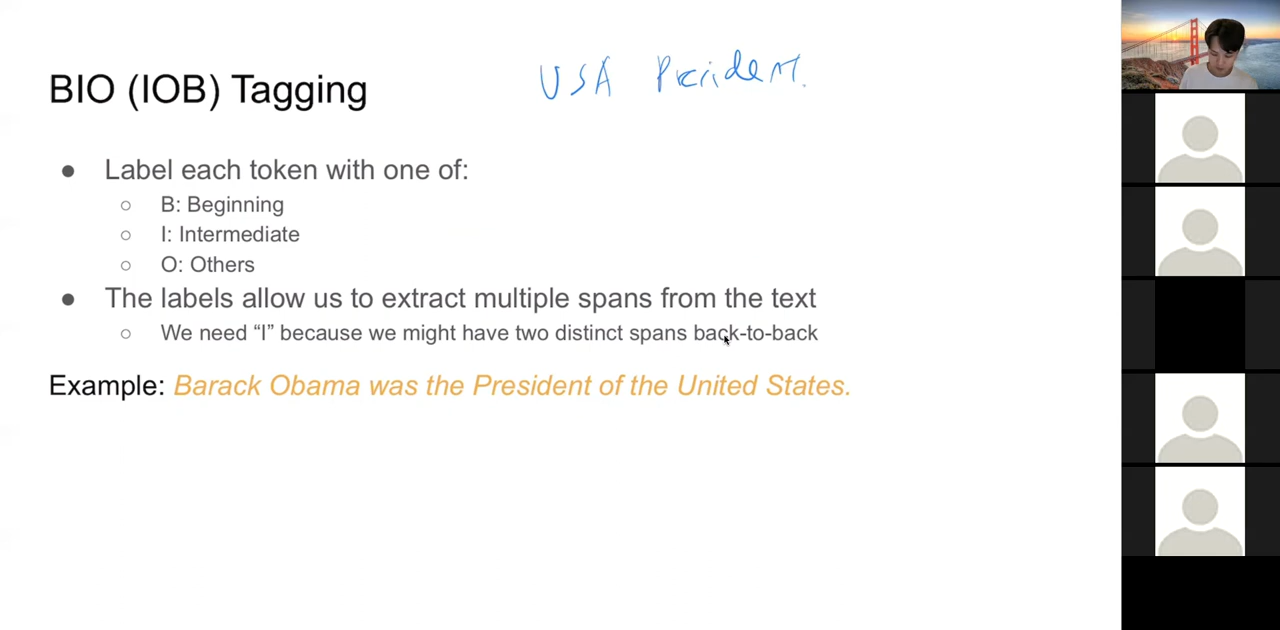 USA President.
BIO (IOB) Tagging
● Label each token with one of:
○ B: Beginning
○ I: Intermediate
○ O: Others
● The labels allow us to extract multiple spans from the text
○ We need “I” because we might have two distinct spans back-to-back
Example: Barack Obama was the President of the United States.